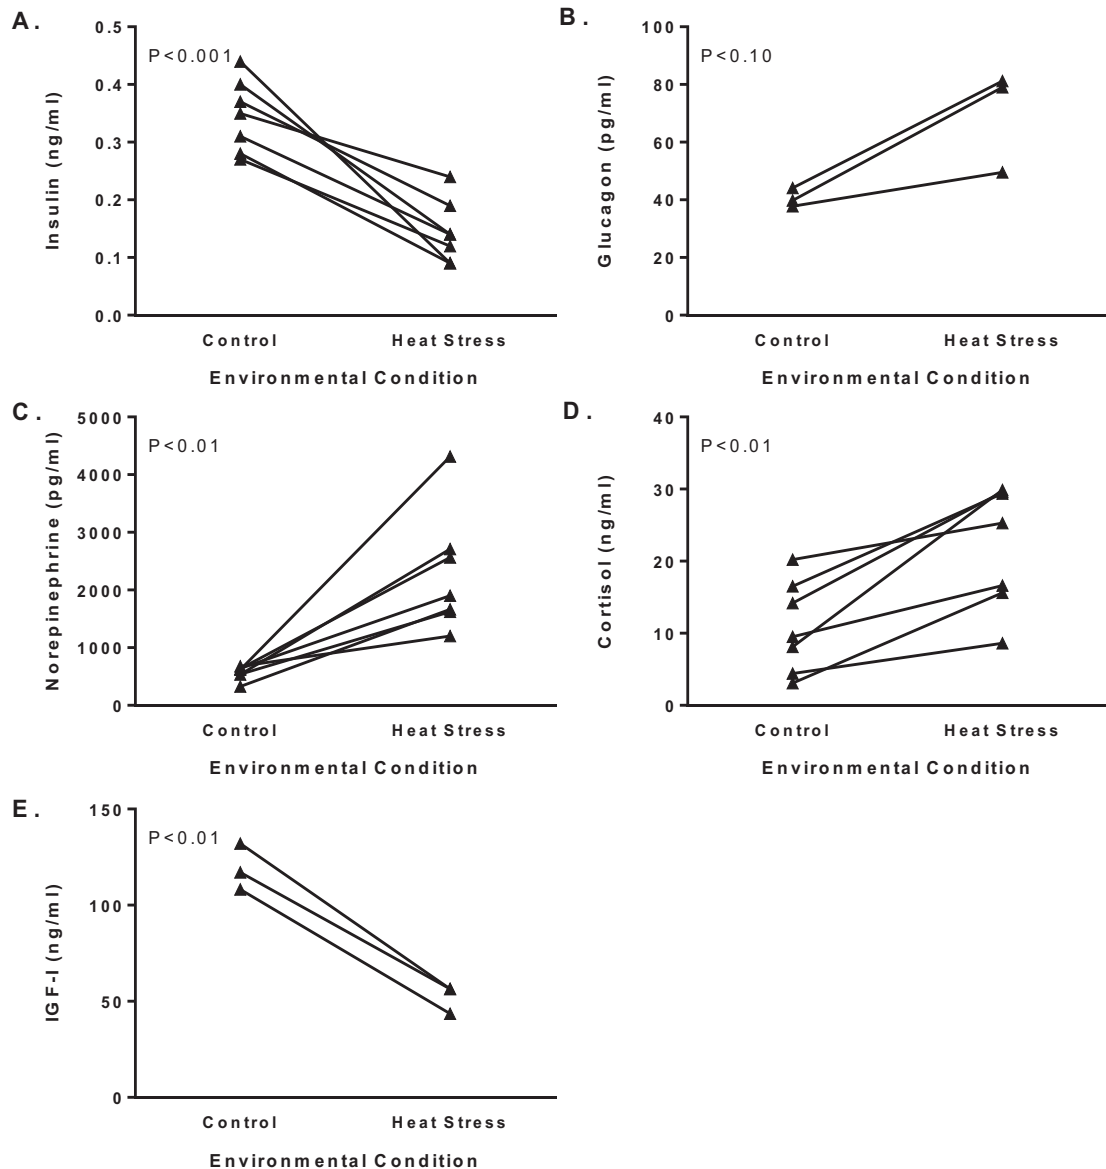 A.
Insulin (ng/ml)
0.5
0.4
0.3
0.2
0.1
0.0
P<0.001
Control
Heat Stress
Environmental Condition
B.
Glucagon (pg/ml)
100
80
60
40
20
0
P<0.10
Control
Heat Stress
Environmental Condition
C.
Norepinephrine (pg/ml)
5000
4000
3000
2000
1000
0
P<0.01
Control
Heat Stress
Environmental Condition
D.
Cortisol (ng/ml)
40
30
20
10
0
P<0.01
Control
Heat Stress
Environmental Condition
E.
IGF-I (ng/ml)
150
100
50
0
P<0.01
Control
Heat Stress
Environmental Condition